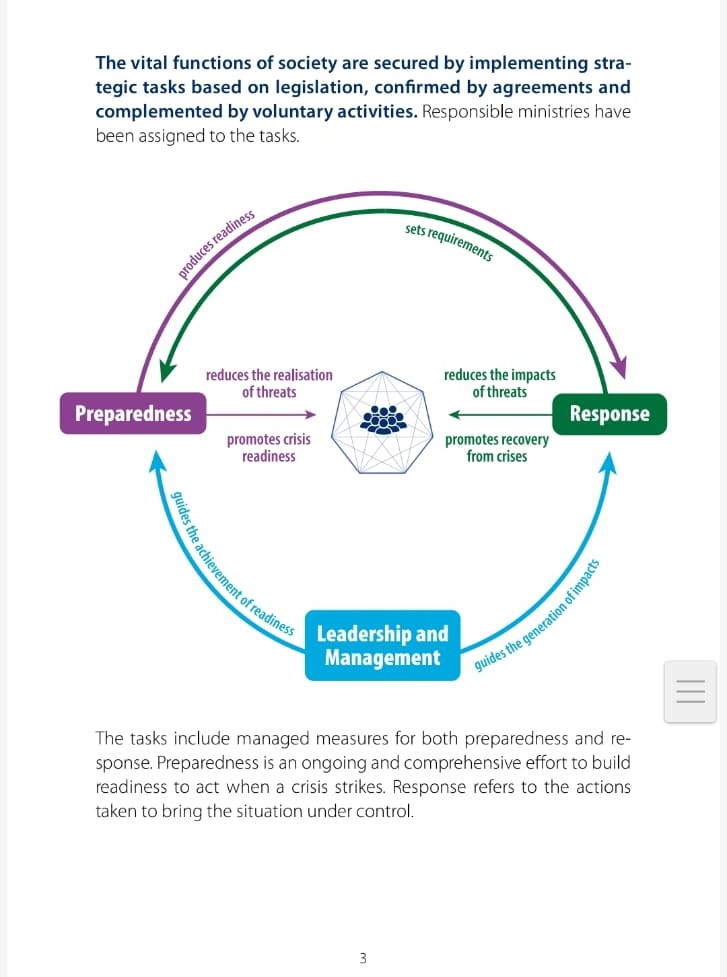 The vital functions of society are secured by implementing stra-
tegic tasks based on legislation, confirmed by agreements and
complemented by voluntary activities. Responsible ministries have
been assigned to the tasks.
produces readiness
sets requirements
reduces the realisation
of threats
reduces the impacts
of threats
Preparedness
Response
promotes crisis
readiness
promotes recovery
from crises
guides the achievement of readiness
guides the generation of impacts
Leadership and
Management
The tasks include managed measures for both preparedness and re-
sponse. Preparedness is an ongoing and comprehensive effort to build
readiness to act when a crisis strikes. Response refers to the actions
taken to bring the situation under control.
3